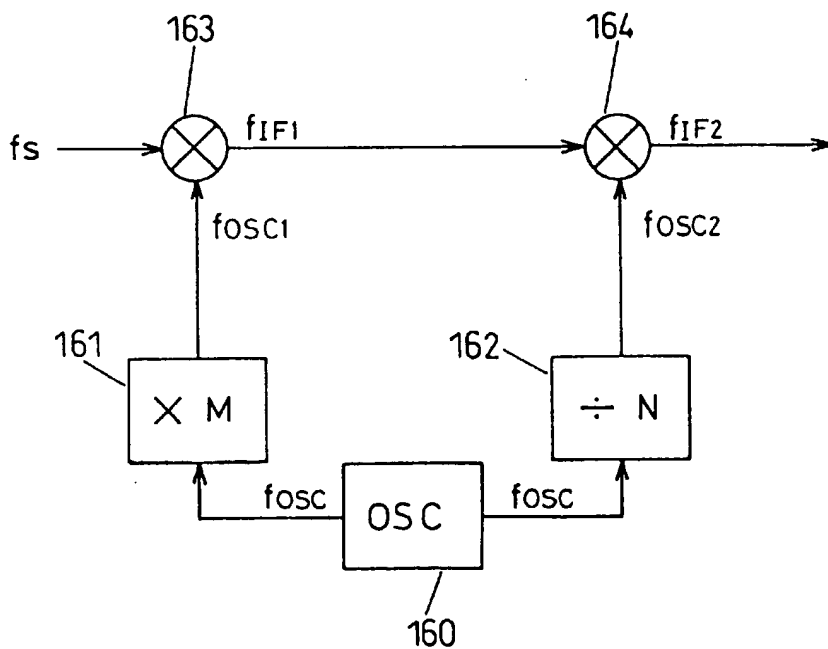 163
164
fs
fIF1
fIF2
fOSC1
fOSC2
161
× M
162
÷ N
fOSC
OSC
fOSC
160